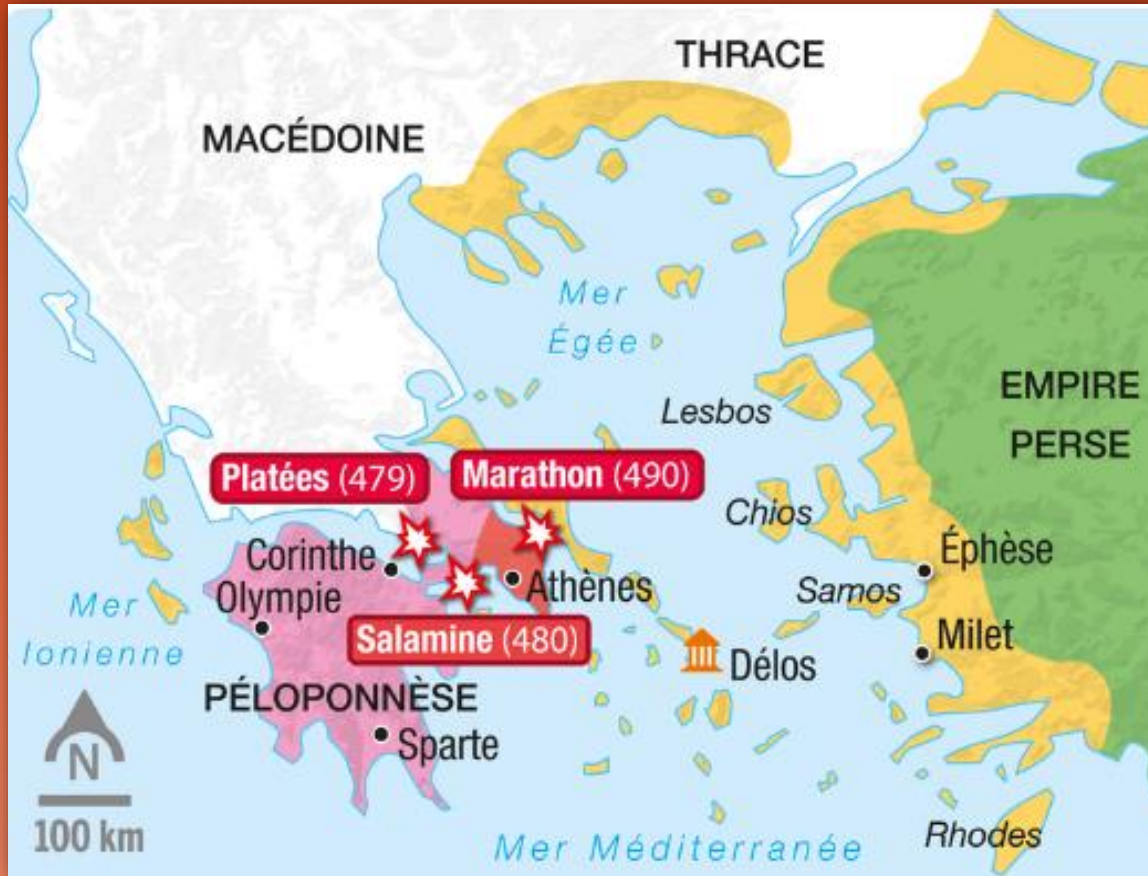 THRACE
MACÉDOINE
Mer
Égée
EMPIRE
PERSE
Lesbos
Platées (479)
Marathon (490)
Chios
Corinthe
Éphèse
Olympie
Athènes
Samos
Mer
Ionienne
Salamine (480)
Milet
Délos
PÉLOPONNÈSE
Sparte
N
100 km
Mer Méditerranée
Rhodes